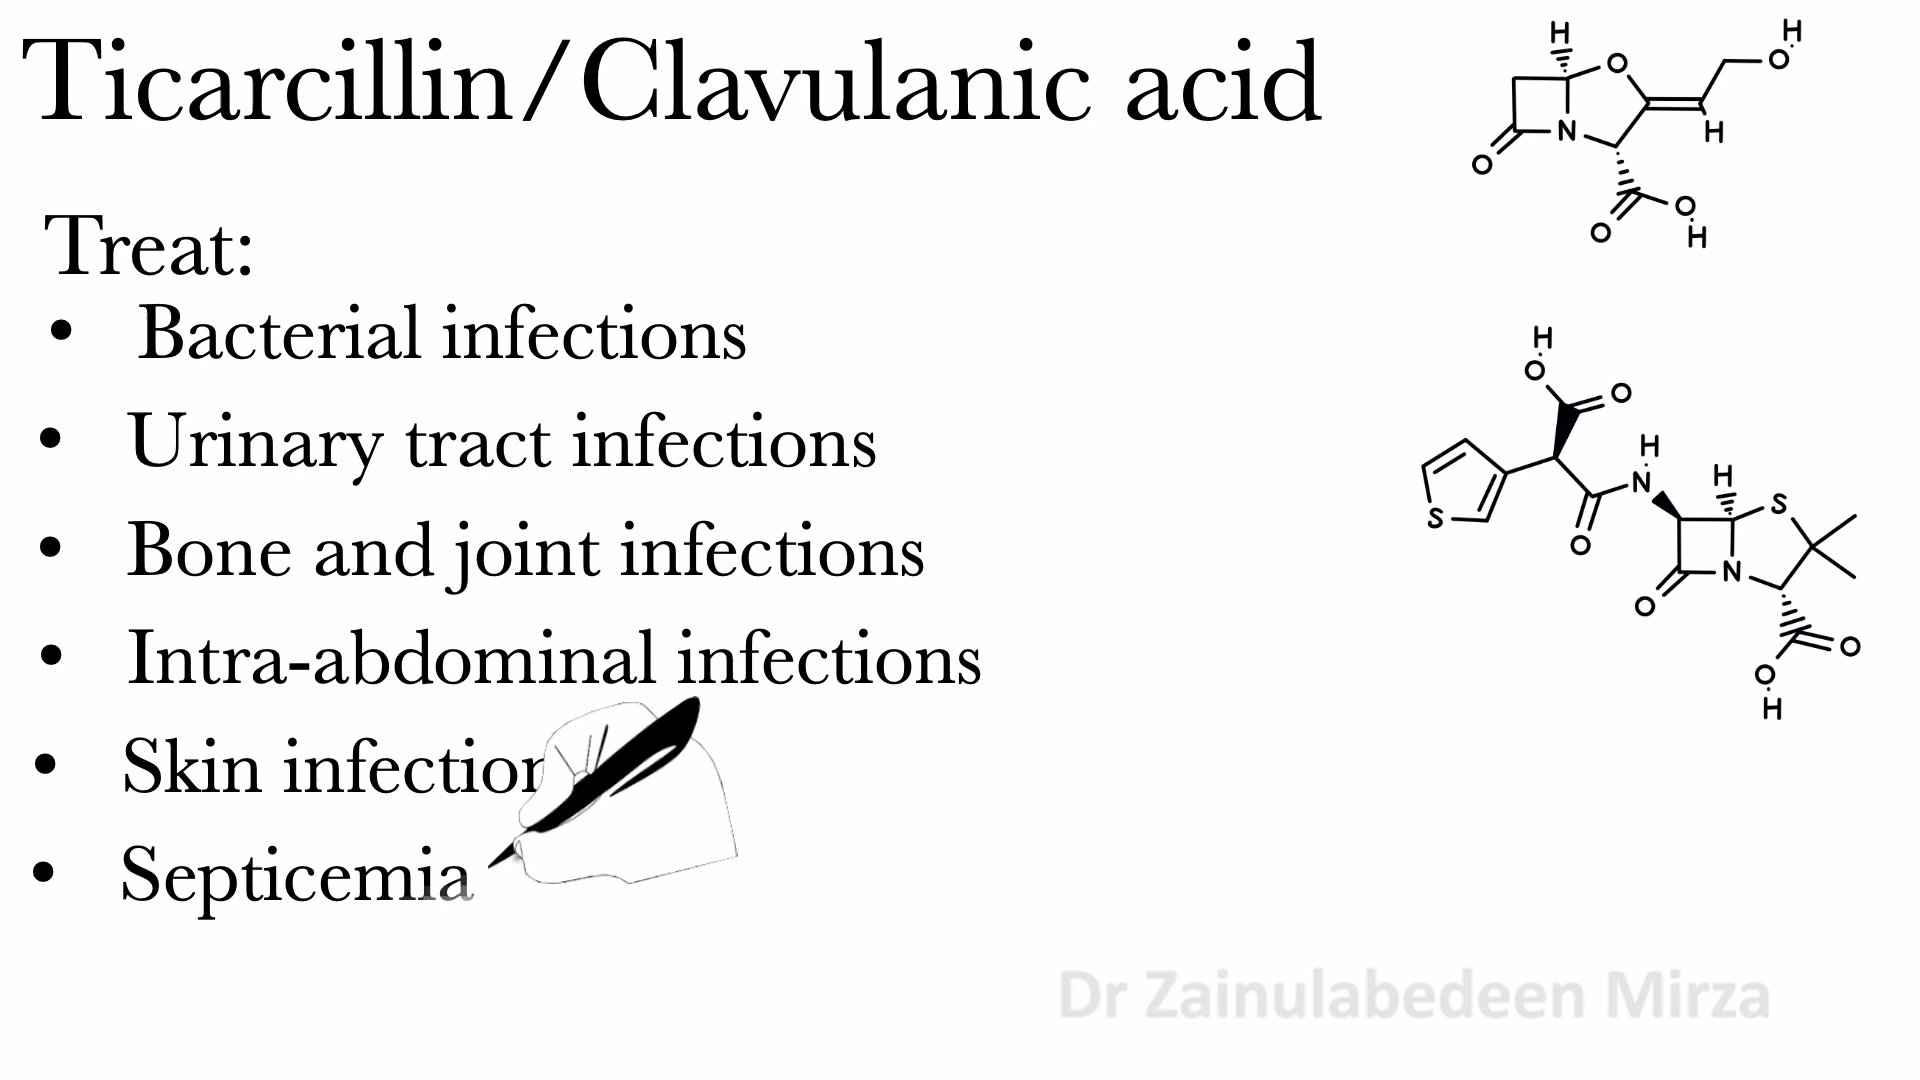 Ticarcillin/Clavulanic acid
Treat:
• Bacterial infections
• Urinary tract infections
• Bone and joint infections
• Intra-abdominal infections
• Skin infection
• Septicemia
H
O
H
O
H
N
O
O
O
H
H
O
O
H
N
H
S
S
O
N
O
O
O
H
Dr Zainulabedeen Mirza